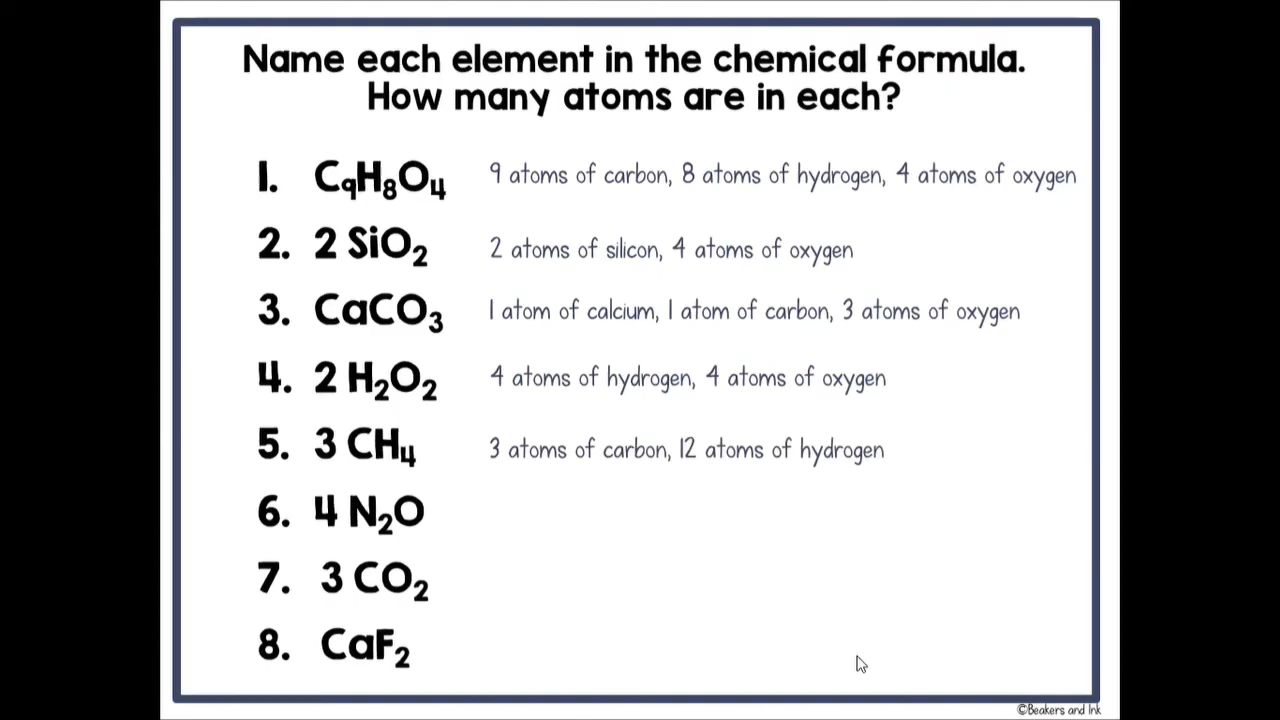 Name each element in the chemical formula.
How many atoms are in each?
1. C₉H₈O₄ 9 atoms of carbon, 8 atoms of hydrogen, 4 atoms of oxygen
2. 2 SiO₂ 2 atoms of silicon, 4 atoms of oxygen
3. CaCO₃ 1 atom of calcium, 1 atom of carbon, 3 atoms of oxygen
4. 2 H₂O₂ 4 atoms of hydrogen, 4 atoms of oxygen
5. 3 CH₄ 3 atoms of carbon, 12 atoms of hydrogen
6. 4 N₂O
7. 3 CO₂
8. CaF₂
©Beakers and Ink